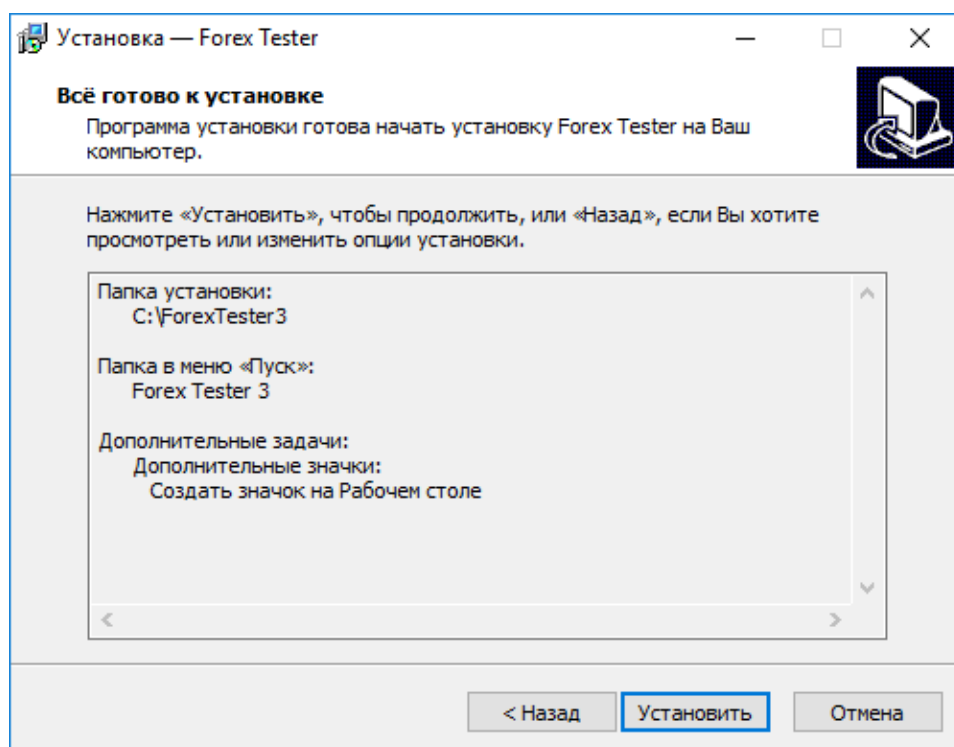 Установка — Forex Tester
Всё готово к установке
Программа установки готова начать установку Forex Tester на Ваш
компьютер.
Нажмите «Установить», чтобы продолжить, или «Назад», если Вы хотите
просмотреть или изменить опции установки.
Папка установки:
C:\ForexTester3
Папка в меню «Пуск»:
Forex Tester 3
Дополнительные задачи:
Дополнительные значки:
Создать значок на Рабочем столе
< Назад
Установить
Отмена